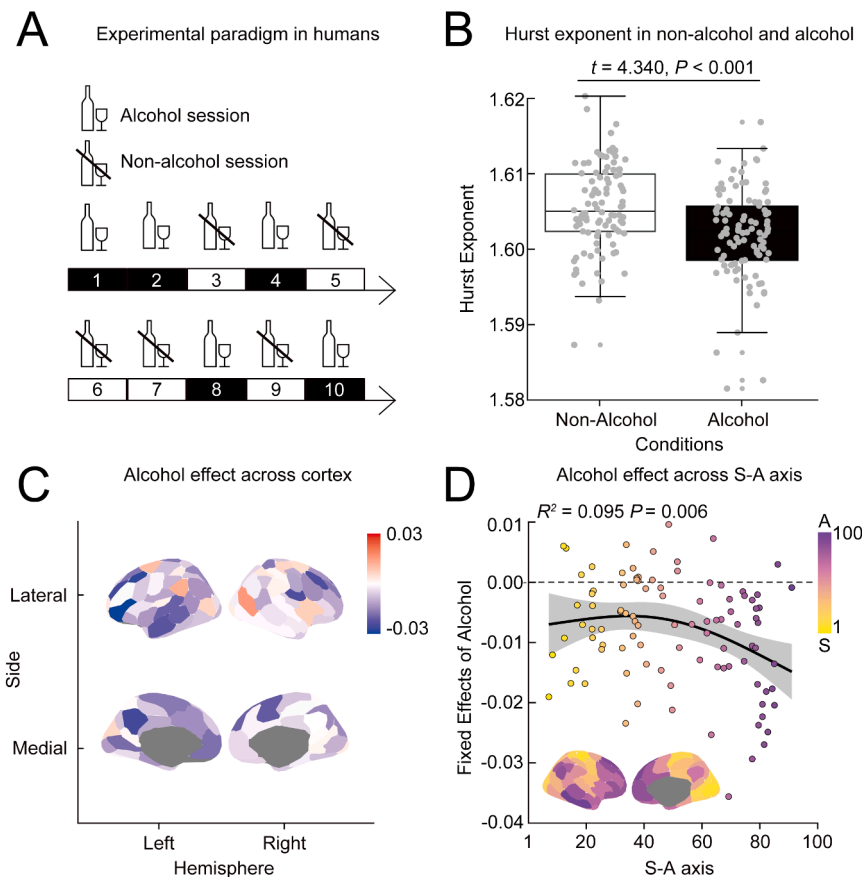 A
Experimental paradigm in humans
Alcohol session
Non-alcohol session
1 2 3 4 5
6 7 8 9 10
B
Hurst exponent in non-alcohol and alcohol
t = 4.340, P < 0.001
1.62
1.61
1.60
1.59
1.58
Hurst Exponent
Non-Alcohol Alcohol
Conditions
C
Alcohol effect across cortex
0.03
-0.03
Lateral
Medial
Side
Left Right
Hemisphere
D
Alcohol effect across S-A axis
R² = 0.095 P = 0.006
A
100
1
S
0.01
0.00
-0.01
-0.02
-0.03
-0.04
Fixed Effects of Alcohol
1 20 40 60 80 100
S-A axis